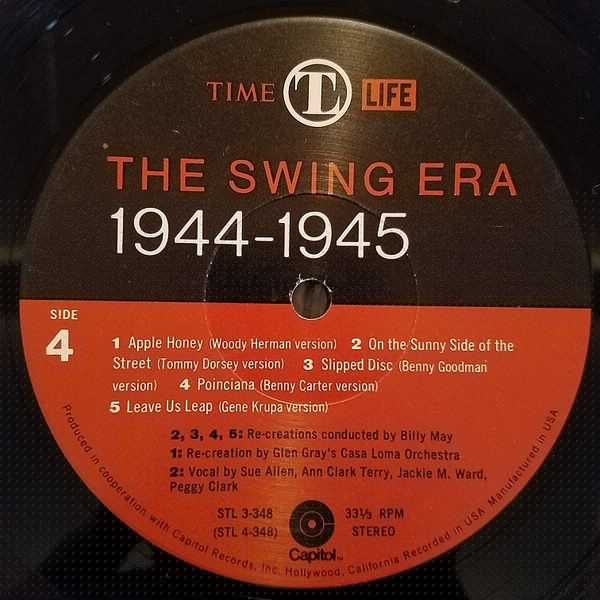 TIME TL LIFE
THE SWING ERA
1944-1945
SIDE
4
1 Apple Honey (Woody Herman version) 2 On the Sunny Side of the
Street (Tommy Dorsey version) 3 Slipped Disc (Benny Goodman
version) 4 Poinciana (Benny Carter version)
5 Leave Us Leap (Gene Krupa version)
2, 3, 4, 5: Re-creations conducted by Billy May
1: Re-creation by Glen Gray's Casa Loma Orchestra
2: Vocal by Sue Allen, Ann Clark Terry, Jackie M. Ward,
Peggy Clark
STL 3-348 33⅓ RPM
(STL 4-348) STEREO
Capitol™
Produced in cooperation with Capitol Records, Inc. Hollywood, California Recorded in USA Manufactured in USA